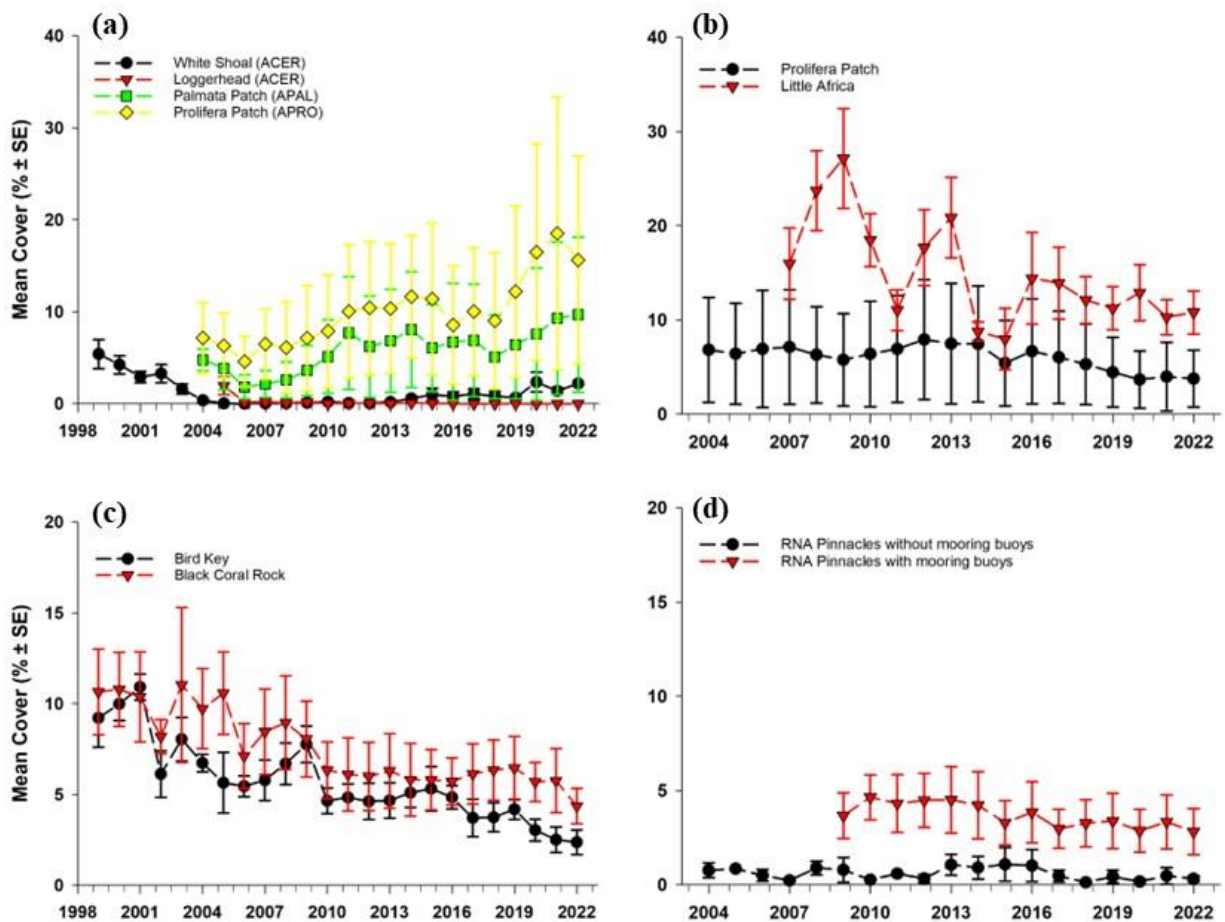 (a)
White Shoal (ACER)
Loggerhead (ACER)
Palmata Patch (APAL)
Prolifera Patch (APRO)
Mean Cover (% ± SE)
40
30
20
10
0
1998 2001 2004 2007 2010 2013 2016 2019 2022
(b)
Prolifera Patch
Little Africa
40
30
20
10
0
2004 2007 2010 2013 2016 2019 2022
(c)
Bird Key
Black Coral Rock
Mean Cover (% ± SE)
20
15
10
5
0
1998 2001 2004 2007 2010 2013 2016 2019 2022
(d)
RNA Pinnacles without mooring buoys
RNA Pinnacles with mooring buoys
20
15
10
5
0
2004 2007 2010 2013 2016 2019 2022